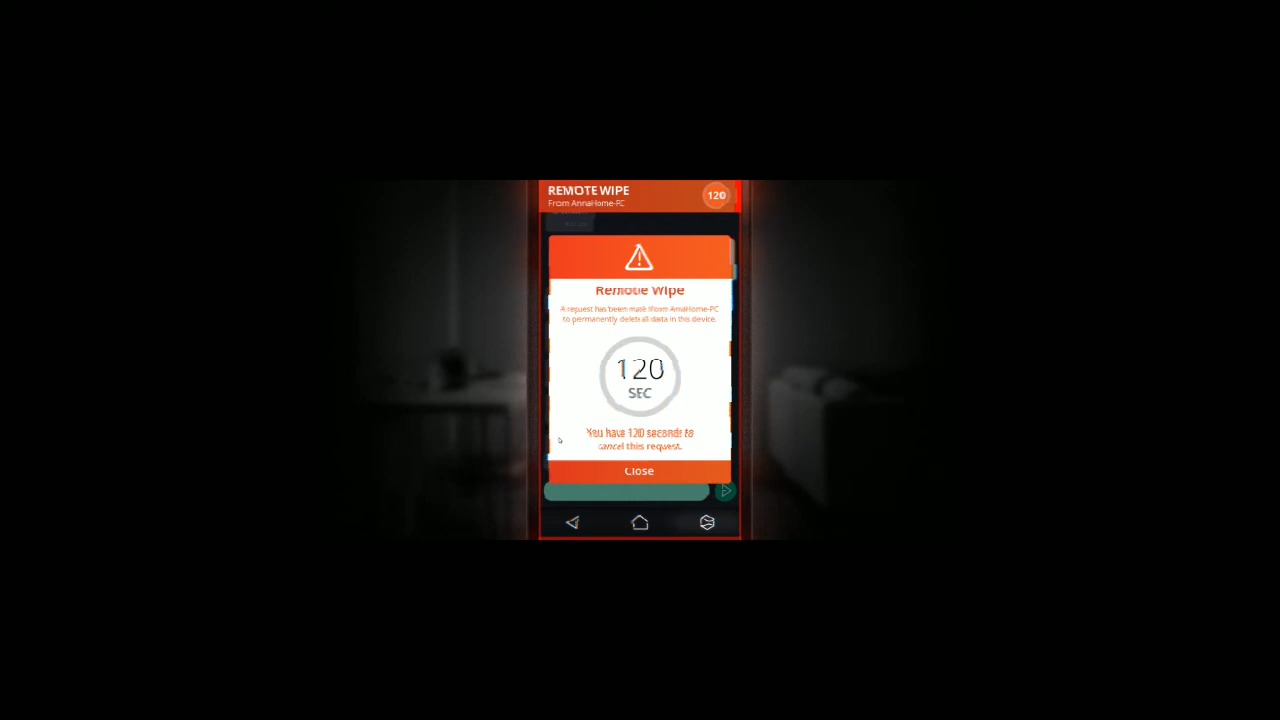 REMOTE WIPE
From AnnaHome-PC
120
Remote Wipe
A request has been made from AnnaHome-PC
to permanently delete all data in this device.
120
SEC
You have 120 seconds to
cancel this request.
Close